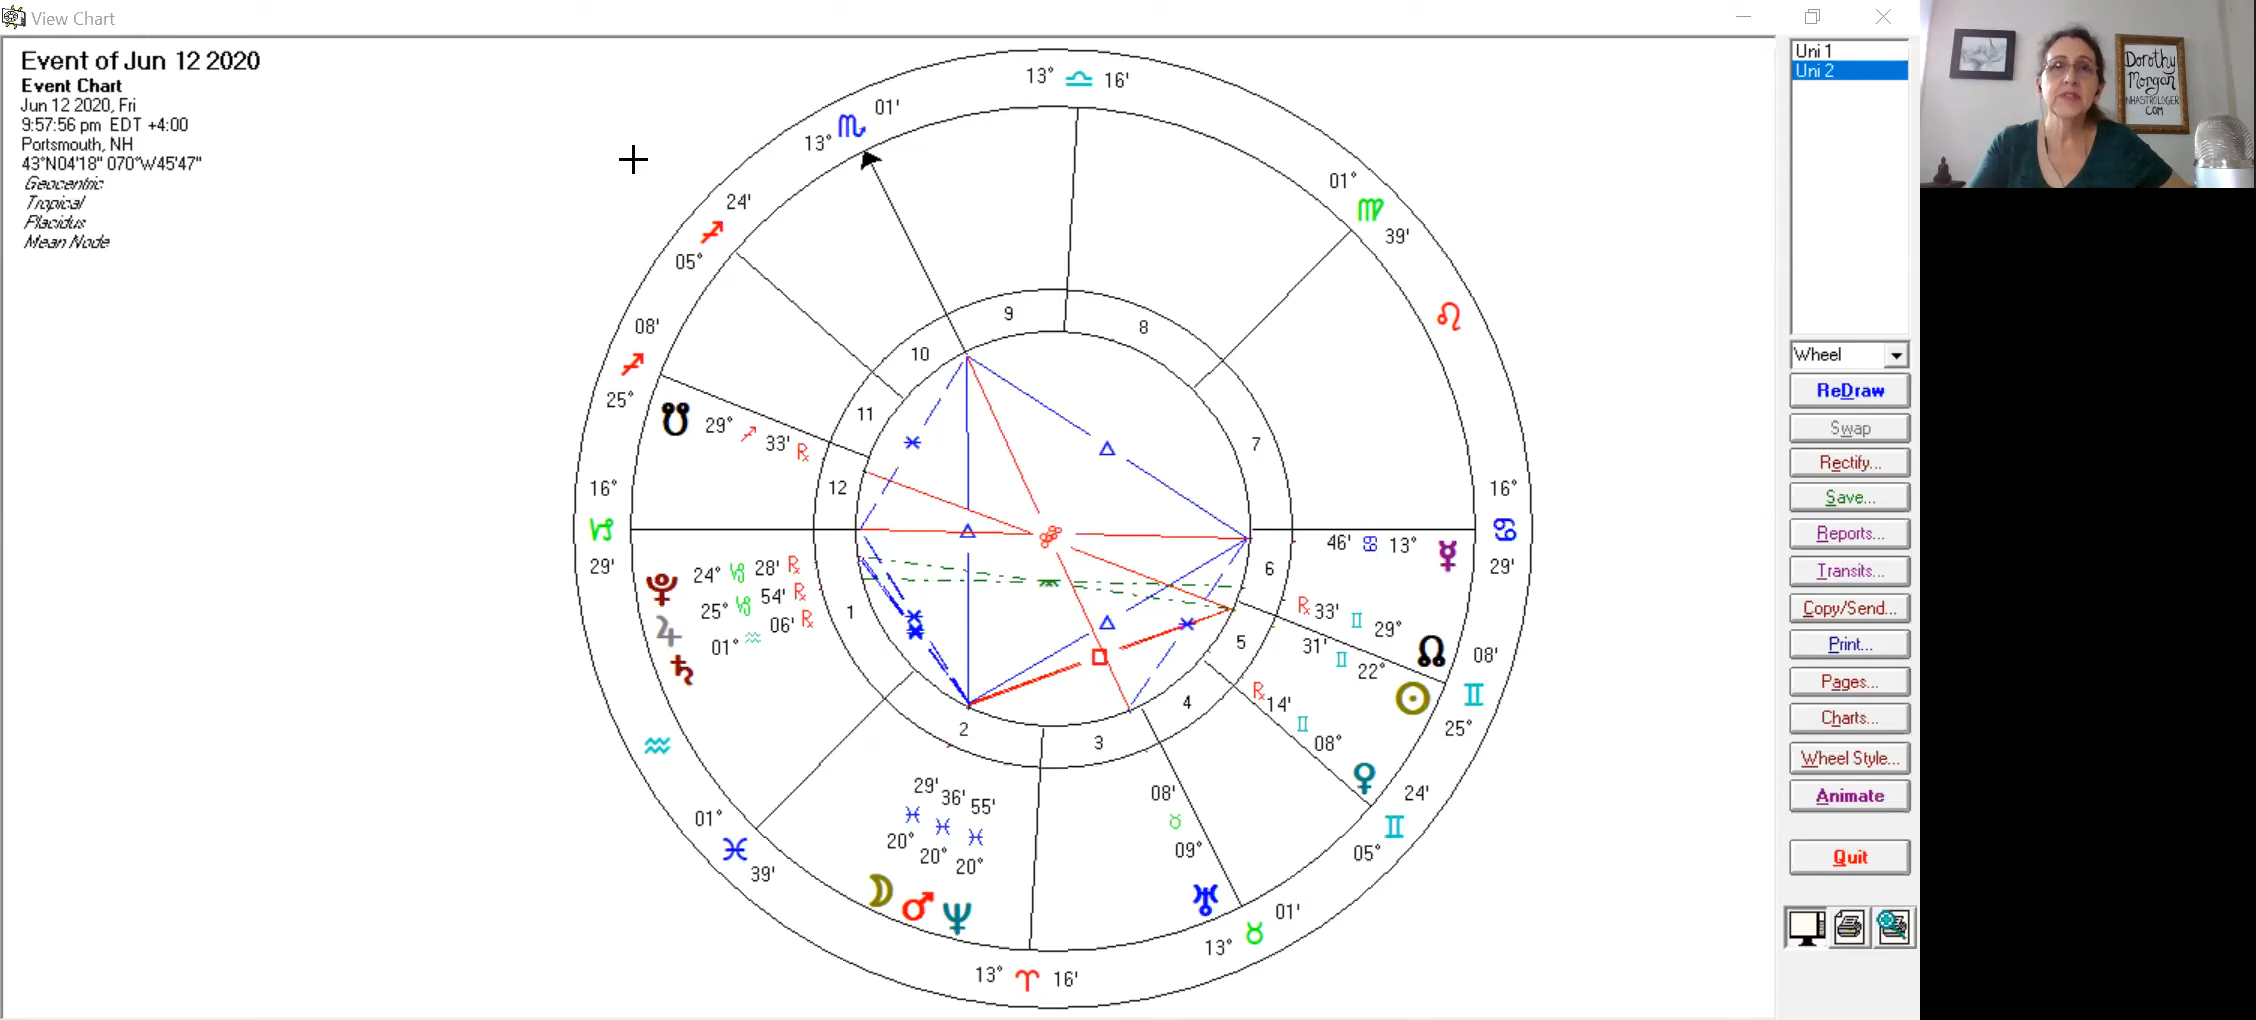 View Chart
Event of Jun 12 2020
Event Chart
Jun 12 2020, Fri
9:57:56 pm EDT +4:00
Portsmouth, NH
43°N04'18" 070°W45'47"
Geocentric
Tropical
Placidus
Mean Node
13° ♎ 16'
13° ♏ 01'
01° ♍ 39'
05° ♐ 24'
♌
25° ♐ 08'
☋ 29° ♐ 33' ℞
16° ♑ 29'
16° ♋ 29'
46' ♋ 13° ☿
♇ 24° ♑ 28' ℞
♃ 25° ♑ 54' ℞
♄ 01° ♒ 06' ℞
℞ 33' ♊ 29° ☊
31' ♊ 22° ☉
08' ♊ 25°
℞ 14' ♊ 08° ♀
♒
24' ♊ 05°
01° ♓ 39'
29' ♓ 20° ☽
36' ♓ 20° ♂
55' ♓ 20° ♆
08' ♉ 09° ♅
13° ♉ 01'
13° ♈ 16'
1
2
3
4
5
6
7
8
9
10
11
12
Uni 1
Uni 2
Wheel
ReDraw
Swap
Rectify...
Save...
Reports...
Transits...
Copy/Send...
Print...
Pages...
Charts...
Wheel Style...
Animate
Quit
Dorothy
Morgan
NHASTROLOGER
COM